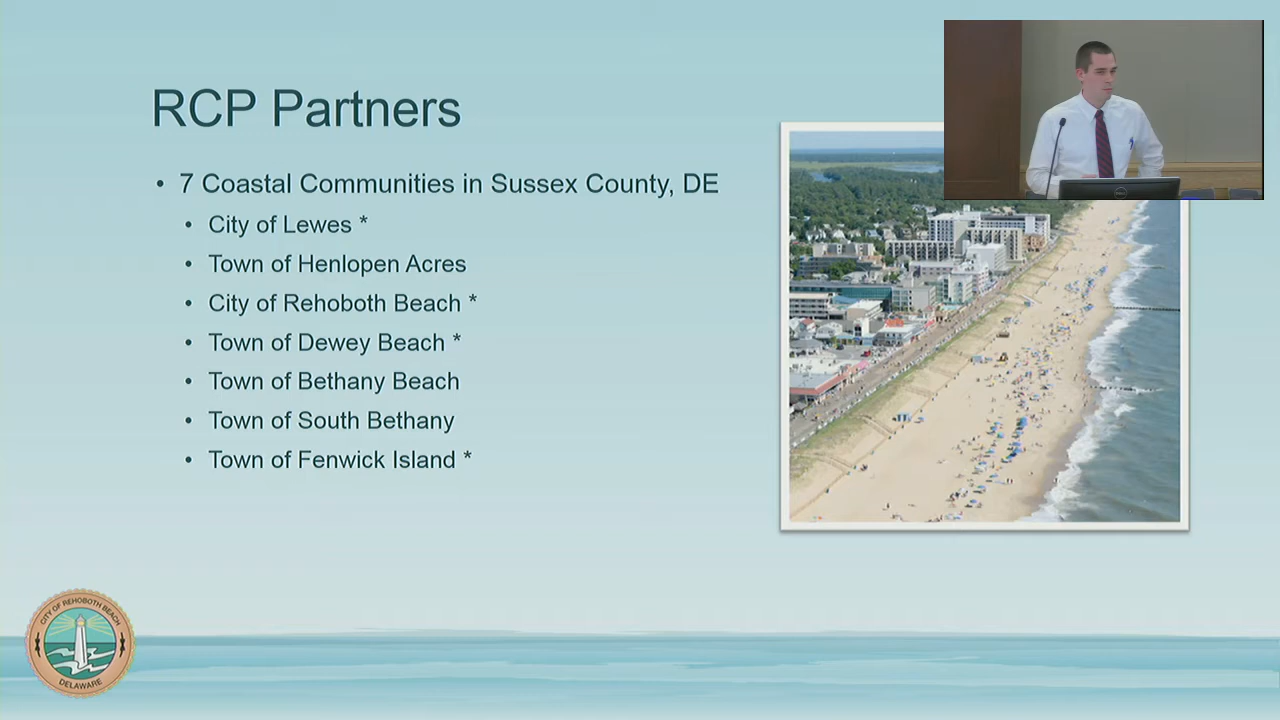 RCP Partners
• 7 Coastal Communities in Sussex County, DE
• City of Lewes *
• Town of Henlopen Acres
• City of Rehoboth Beach *
• Town of Dewey Beach *
• Town of Bethany Beach
• Town of South Bethany
• Town of Fenwick Island *
CITY OF REHOBOTH BEACH
DELAWARE
DELL